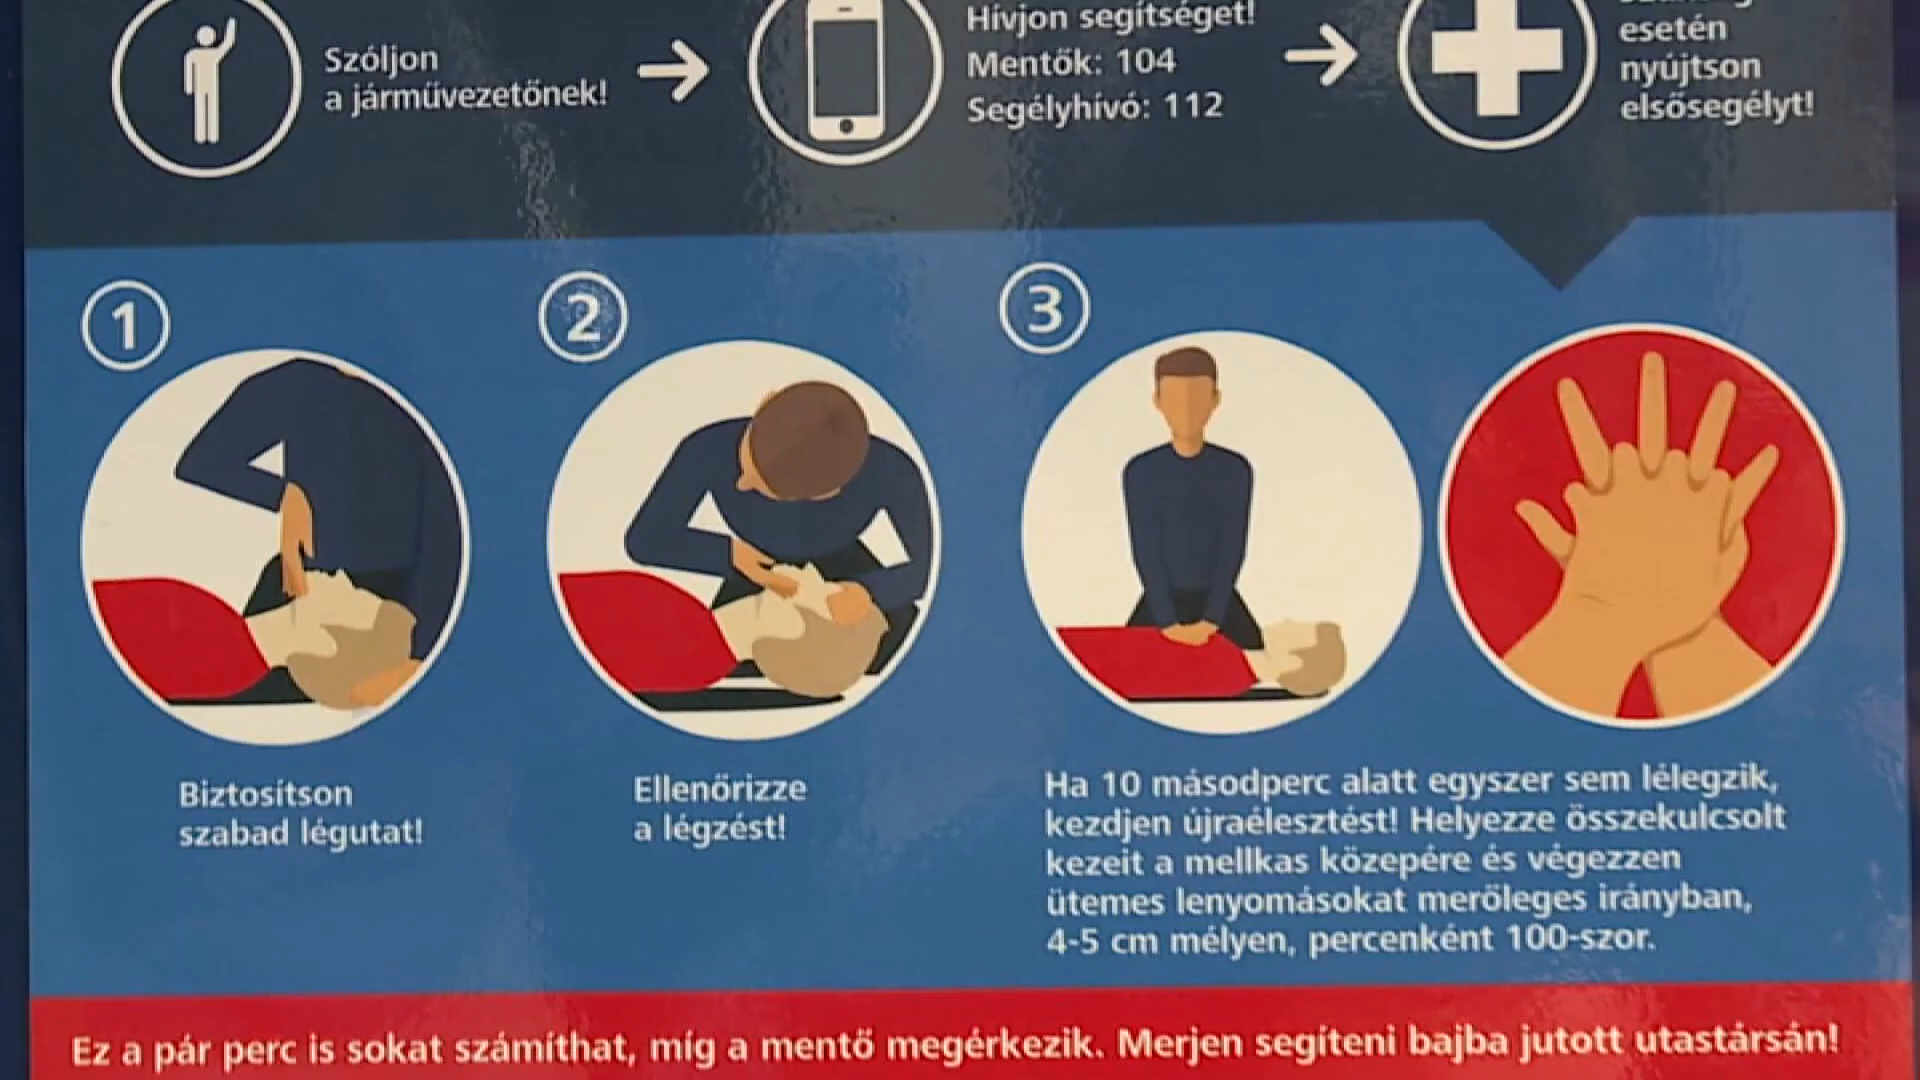 Szóljon
a járművezetőnek!
Hívjon segítséget!
Mentők: 104
Segélyhívó: 112
esetén
nyújtson
elsősegélyt!
1
2
3
Biztosítson
szabad légutat!
Ellenőrizze
a légzést!
Ha 10 másodperc alatt egyszer sem lélegzik,
kezdjen újraélesztést! Helyezze összekulcsolt
kezeit a mellkas közepére és végezzen
ütemes lenyomásokat merőleges irányban,
4-5 cm mélyen, percenként 100-szor.
Ez a pár perc is sokat számíthat, míg a mentő megérkezik. Merjen segíteni bajba jutott utastársán!